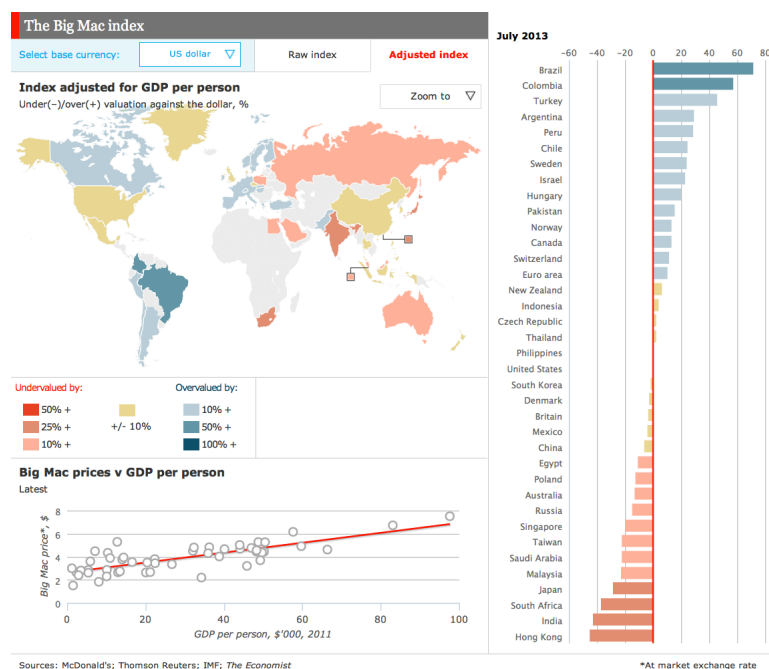 The Big Mac index
Select base currency:
US dollar
Raw index
Adjusted index
Index adjusted for GDP per person
Under(−)/over(+) valuation against the dollar, %
Zoom to
Undervalued by:
Overvalued by:
50% +
10% +
25% +
+/- 10%
50% +
10% +
100% +
Big Mac prices v GDP per person
Latest
Big Mac price*, $
8
6
4
2
0
0
20
40
60
80
100
GDP per person, $'000, 2011
July 2013
−60
−40
−20
0
20
40
60
80
Brazil
Colombia
Turkey
Argentina
Peru
Chile
Sweden
Israel
Hungary
Pakistan
Norway
Canada
Switzerland
Euro area
New Zealand
Indonesia
Czech Republic
Thailand
Philippines
United States
South Korea
Denmark
Britain
Mexico
China
Egypt
Poland
Australia
Russia
Singapore
Taiwan
Saudi Arabia
Malaysia
Japan
South Africa
India
Hong Kong
Sources: McDonald's; Thomson Reuters; IMF; The Economist
*At market exchange rate